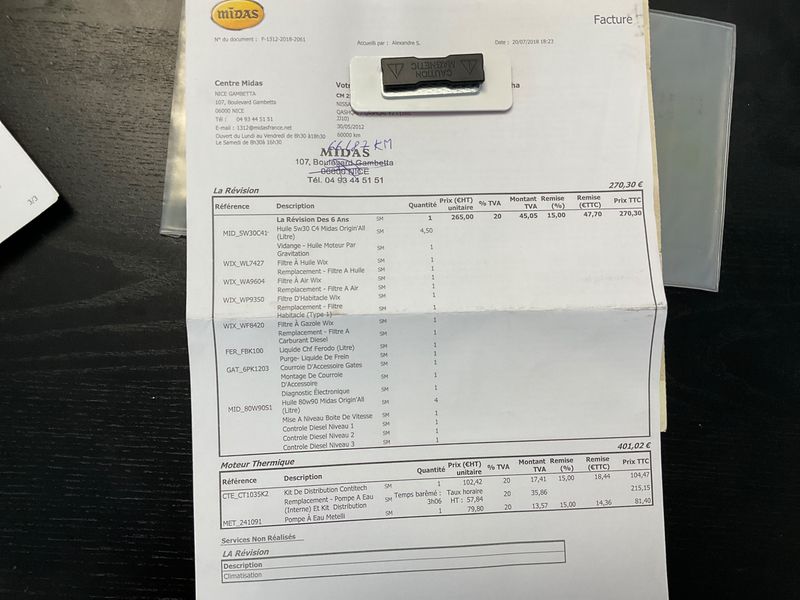 MIDAS
Facture
N° du document : F-1312-2018-2061
Accueilli par : Alexandre S.
Date : 20/07/2018 18:23
CAUTION
MAGNETIC
Centre Midas
NICE GAMBETTA
107, Boulevard Gambetta
06000 NICE
Tél : 04 93 44 51 51
E-mail : 1312@midasfrance.net
Ouvert du Lundi au Vendredi de 8h30 à18h30
Le Samedi de 8h30à 16h30
30/05/2012
60000 km
66687 KM
MIDAS
107, Boulevard Gambetta
06000 NICE
Tél. 04 93 44 51 51
3/3
La Révision 270,30 €
Référence Description Quantité Prix (€HT) unitaire % TVA Montant TVA Remise (%) Remise (€TTC) Prix TTC
La Révision Des 6 Ans SM 1 265,00 20 45,05 15,00 47,70 270,30
MID_5W30C41 Huile 5w30 C4 Midas Origin'All (Litre) SM 4,50
Vidange - Huile Moteur Par Gravitation SM 1
WIX_WL7427 Filtre À Huile Wix SM 1
Remplacement - Filtre A Huile SM 1
WIX_WA9604 Filtre À Air Wix SM 1
Remplacement - Filtre A Air SM 1
WIX_WP9350 Filtre D'Habitacle Wix SM 1
Remplacement - Filtre Habitacle (Type 1) SM 1
WIX_WF8420 Filtre À Gazole Wix SM 1
Remplacement - Filtre A Carburant Diesel SM 1
FER_FBK100 Liquide Chf Ferodo (Litre) SM 1
Purge- Liquide De Frein SM 1
GAT_6PK1203 Courroie D'Accessoire Gates SM 1
Montage De Courroie D'Accessoire SM 1
Diagnostic Électronique SM 1
MID_80W90S1 Huile 80w90 Midas Origin'All (Litre) SM 4
Mise A Niveau Boite De Vitesse SM 1
Controle Diesel Niveau 1 SM 1
Controle Diesel Niveau 2 SM 1
Controle Diesel Niveau 3 SM 1
Moteur Thermique 401,02 €
Référence Description Quantité Prix (€HT) unitaire % TVA Montant TVA Remise (%) Remise (€TTC) Prix TTC
CTE_CT1035K2 Kit De Distribution Contitech SM 1 102,42 20 17,41 15,00 18,44 104,47
Remplacement - Pompe A Eau (Interne) Et Kit Distribution SM Temps barèmé : 3h06 Taux horaire HT : 57,84 20 35,86 215,15
MET_241091 Pompe À Eau Metelli SM 1 79,80 20 13,57 15,00 14,36 81,40
Services Non Réalisés
LA Révision
Description
Climatisation